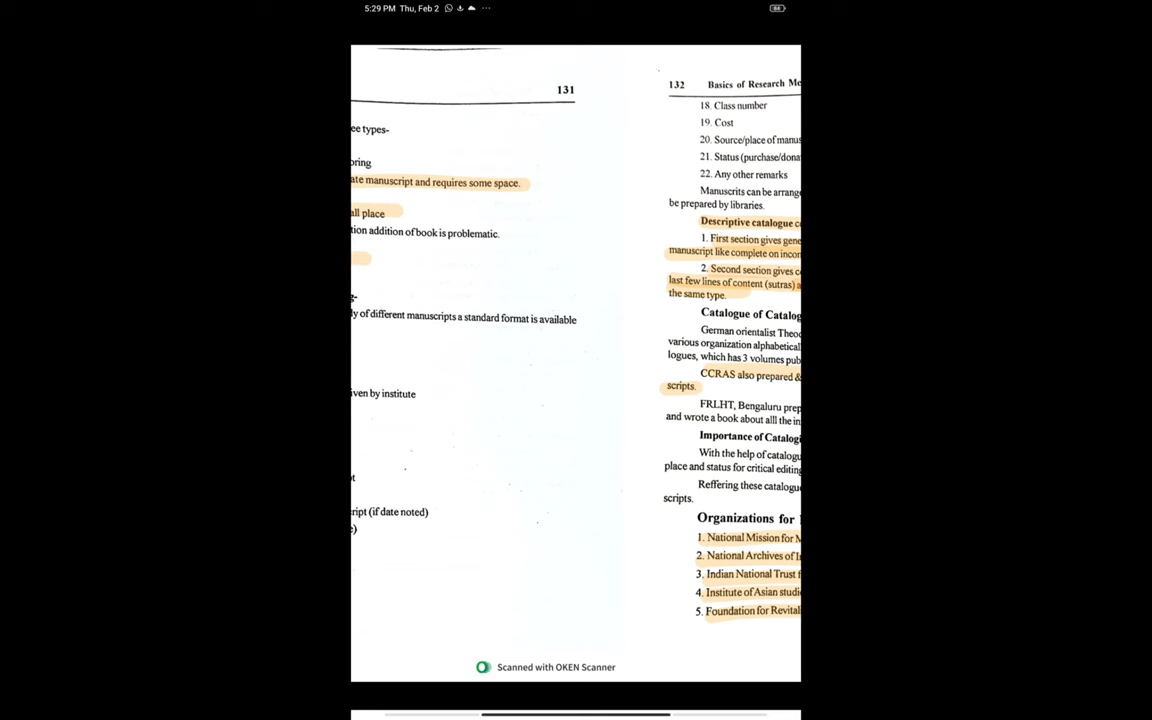 5:29 PM Thu, Feb 2
84
131
ee types-
oring
ate manuscript and requires some space.
all place
tion addition of book is problematic.
g-
ly of different manuscripts a standard format is available
iven by institute
ot
ript (if date noted)
e)
132 Basics of Research Me
18. Class number
19. Cost
20. Source/place of manus
21. Status (purchase/dona
22. Any other remarks
Manuscrits can be arrange
be prepared by libraries.
Descriptive catalogue c
1. First section gives gene
manuscript like complete on incon
2. Second section gives c
last few lines of content (sutras) a
the same type.
Catalogue of Catalog
German orientalist Theo
various organization alphabetical
logues, which has 3 volumes pub
CCRAS also prepared &
scripts.
FRLHT, Bengaluru prep
and wrote a book about alll the in
Importance of Catalogi
With the help of catalogu
place and status for critical editing
Reffering these catalogue
scripts.
Organizations for
1. National Mission for M
2. National Archives of In
3. Indian National Trust f
4. Institute of Asian studi
5. Foundation for Revital
Scanned with OKEN Scanner